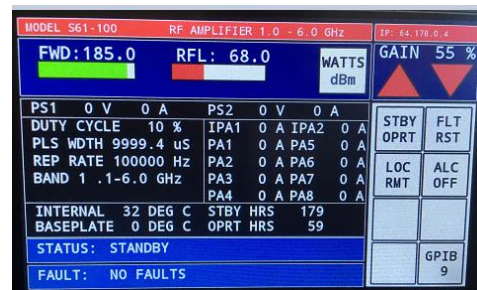 MODEL S61-100 RF AMPLIFIER 1.0 - 6.0 GHz IP: 64.178.0.4
FWD:185.0 RFL: 68.0 WATTS dBm
GAIN 55 %
PS1 0 V 0 A PS2 0 V 0 A
DUTY CYCLE 10 % IPA1 0 A IPA2 0 A
PLS WDTH 9999.4 uS PA1 0 A PA5 0 A
REP RATE 100000 Hz PA2 0 A PA6 0 A
BAND 1 .1-6.0 GHz PA3 0 A PA7 0 A
PA4 0 A PA8 0 A
INTERNAL 32 DEG C STBY HRS 179
BASEPLATE 0 DEG C OPRT HRS 59
STATUS: STANDBY
FAULT: NO FAULTS
STBY OPRT
FLT RST
LOC RMT
ALC OFF
GPIB 9